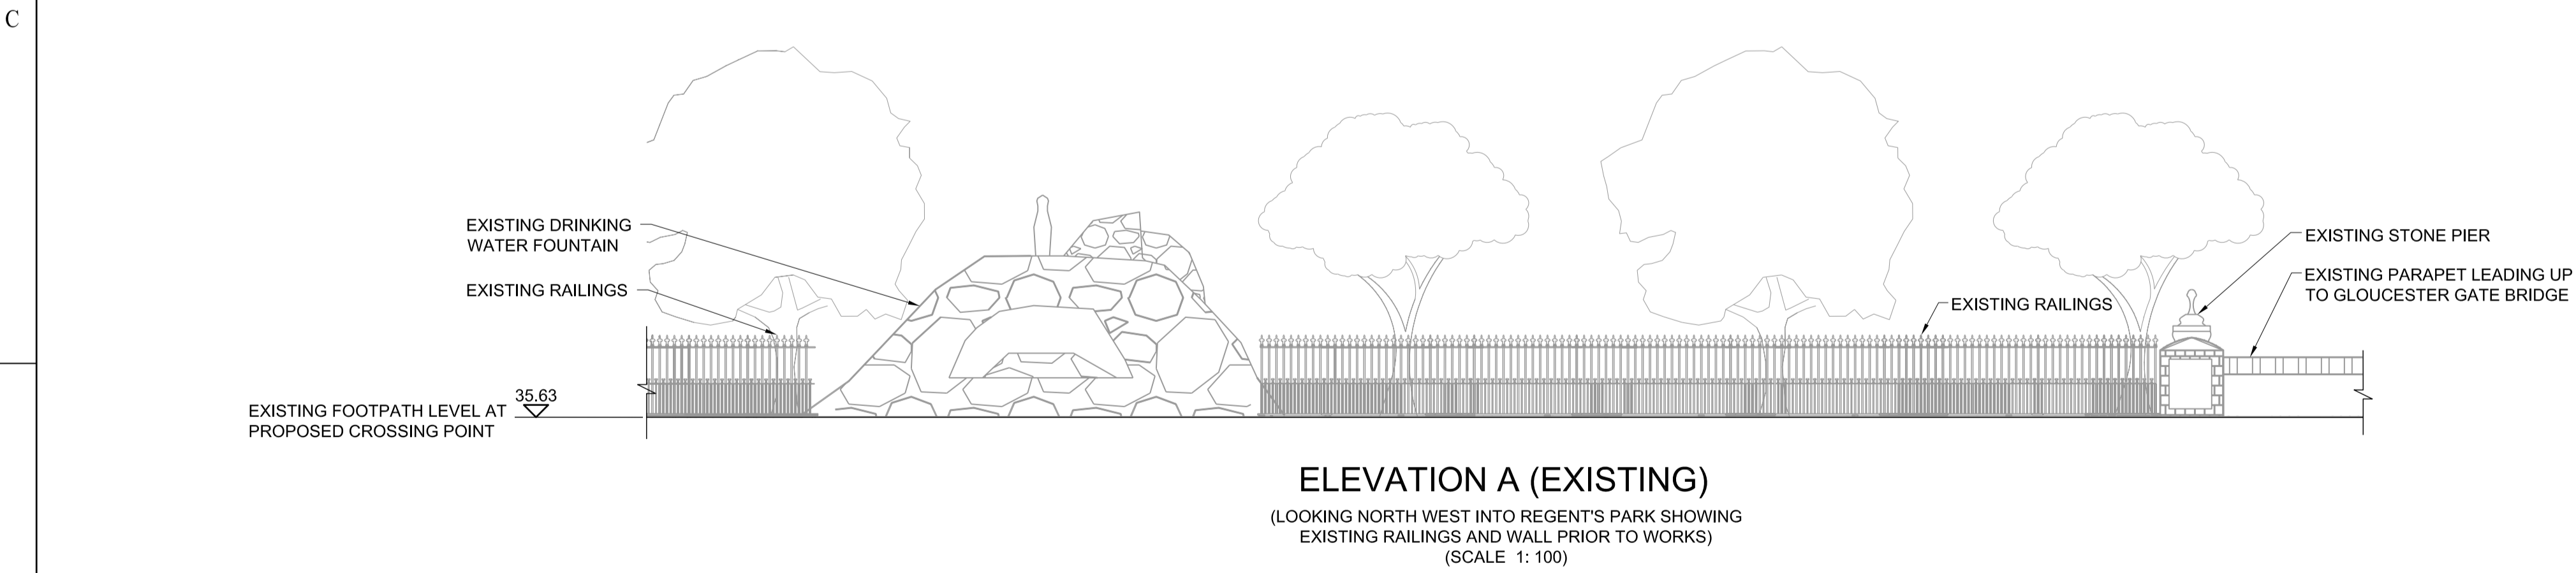 C
EXISTING DRINKING
WATER FOUNTAIN
EXISTING RAILINGS
EXISTING STONE PIER
EXISTING PARAPET LEADING UP
TO GLOUCESTER GATE BRIDGE
EXISTING RAILINGS
35.63
EXISTING FOOTPATH LEVEL AT
PROPOSED CROSSING POINT
ELEVATION A (EXISTING)
(LOOKING NORTH WEST INTO REGENT'S PARK SHOWING
EXISTING RAILINGS AND WALL PRIOR TO WORKS)
(SCALE 1: 100)